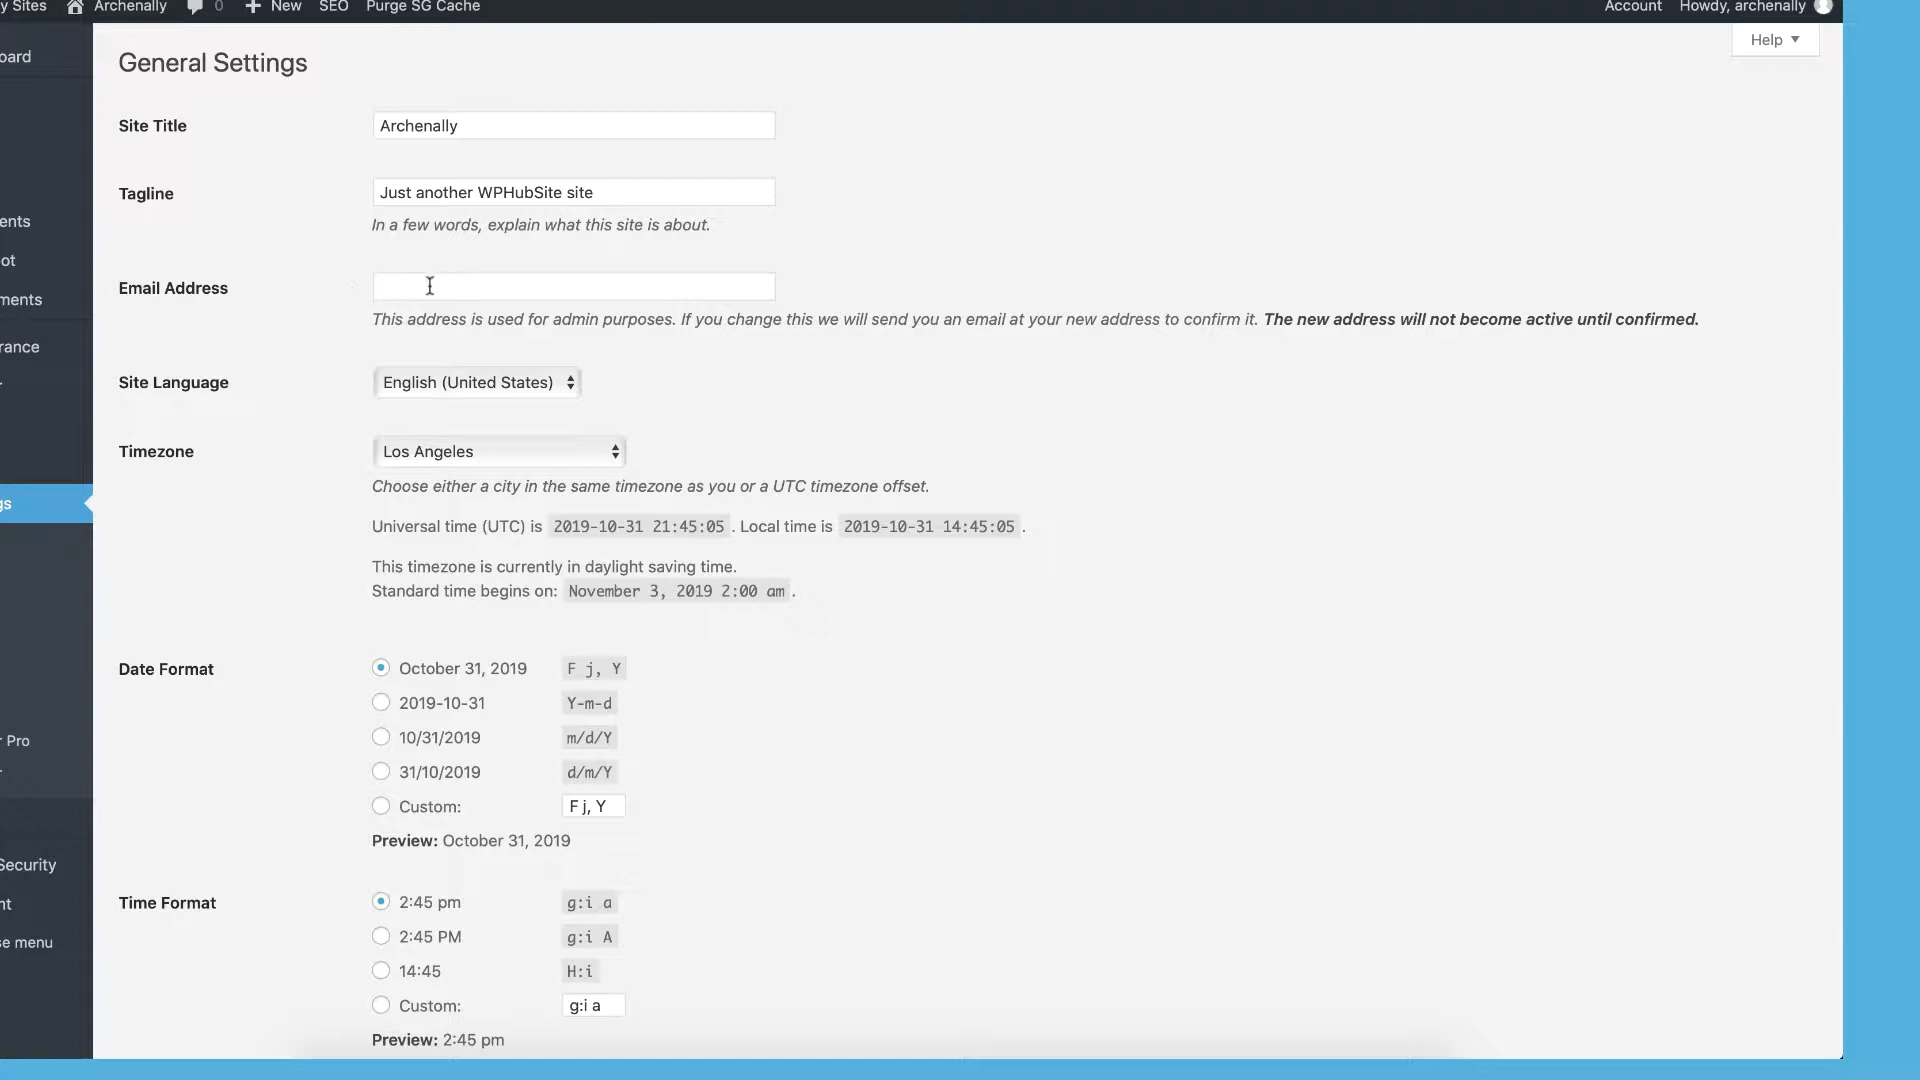 y Sites Archenally 0 + New SEO Purge SG Cache Account Howdy, archenally
Help ▼
General Settings
Site Title Archenally
Tagline Just another WPHubSite site
In a few words, explain what this site is about.
Email Address
This address is used for admin purposes. If you change this we will send you an email at your new address to confirm it. The new address will not become active until confirmed.
Site Language English (United States)
Timezone Los Angeles
Choose either a city in the same timezone as you or a UTC timezone offset.
Universal time (UTC) is 2019-10-31 21:45:05 . Local time is 2019-10-31 14:45:05 .
This timezone is currently in daylight saving time.
Standard time begins on: November 3, 2019 2:00 am .
Date Format October 31, 2019 F j, Y
2019-10-31 Y-m-d
10/31/2019 m/d/Y
31/10/2019 d/m/Y
Custom: F j, Y
Preview: October 31, 2019
Time Format 2:45 pm g:i a
2:45 PM g:i A
14:45 H:i
Custom: g:i a
Preview: 2:45 pm
oard
ents
ot
ments
rance
gs
r Pro
Security
nt
se menu